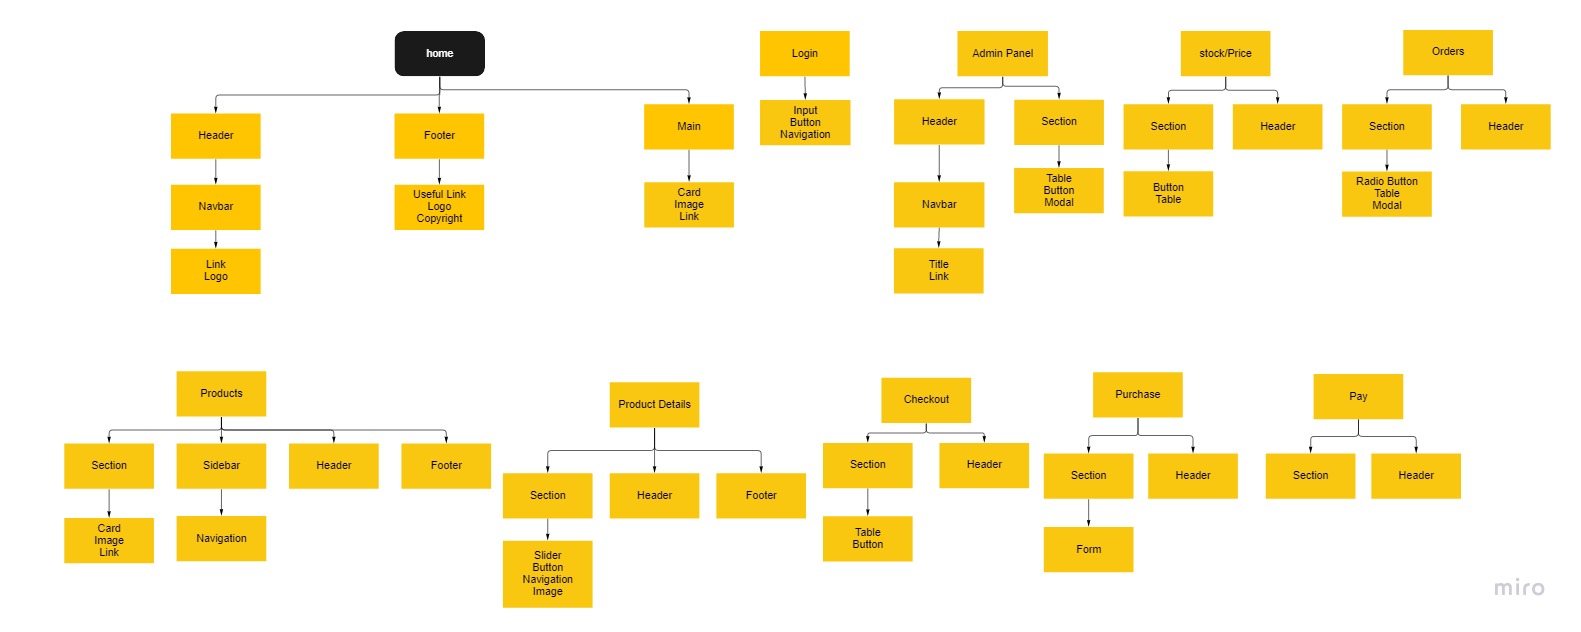 home
Login
Admin Panel
stock/Price
Orders
Header
Footer
Main
Input
Button
Navigation
Header
Section
Section
Header
Section
Header
Navbar
Useful Link
Logo
Copyright
Card
Image
Link
Navbar
Table
Button
Modal
Button
Table
Radio Button
Table
Modal
Link
Logo
Title
Link
Products
Product Details
Checkout
Purchase
Pay
Section
Sidebar
Header
Footer
Section
Header
Footer
Section
Header
Section
Header
Section
Header
Card
Image
Link
Navigation
Slider
Button
Navigation
Image
Table
Button
Form
miro